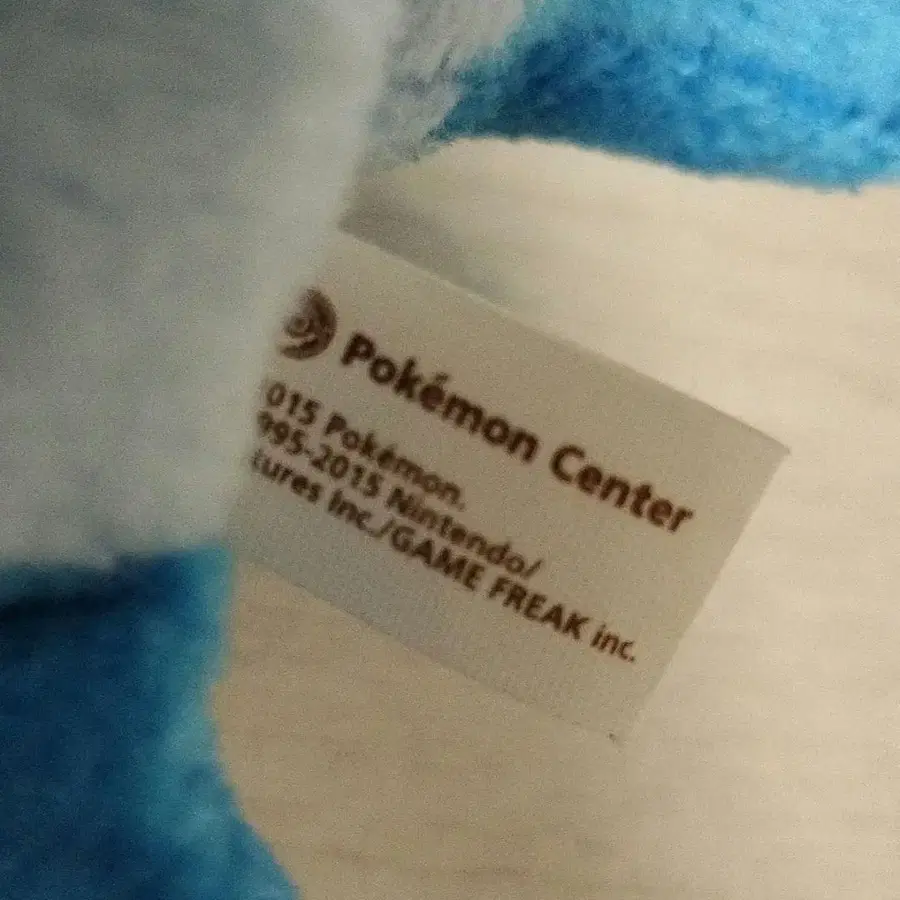 Pokémon Center
015 Pokémon.
995-2015 Nintendo/
tures Inc./GAME FREAK inc.